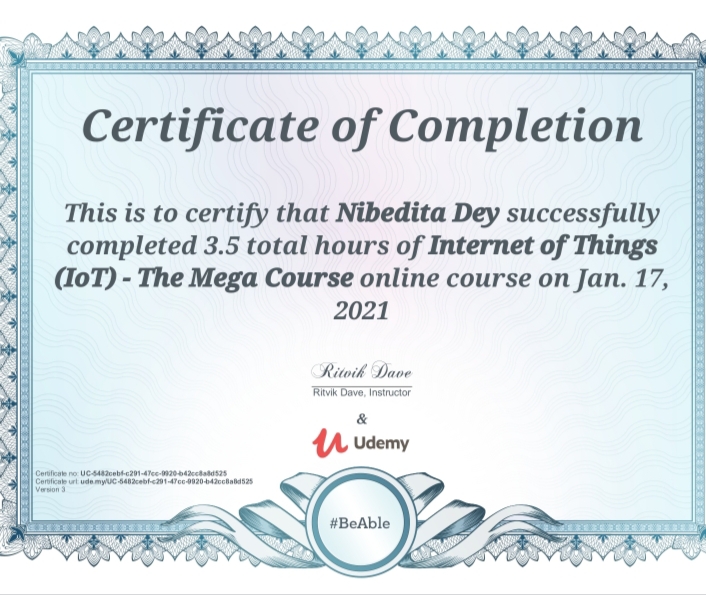 Certificate of Completion
This is to certify that Nibedita Dey successfully
completed 3.5 total hours of Internet of Things
(IoT) - The Mega Course online course on Jan. 17,
2021
Ritvik Dave
Ritvik Dave, Instructor
&
Udemy
Certificate no: UC-5482cebf-c291-47cc-9920-b42cc8a8d525
Certificate url: ude.my/UC-5482cebf-c291-47cc-9920-b42cc8a8d525
Version 3
#BeAble